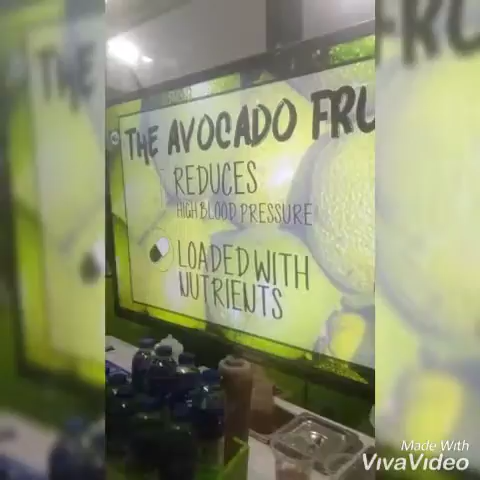 THE AVOCADO FRU
REDUCES
HIGH BLOOD PRESSURE
LOADED WITH
NUTRIENTS
Made With
VivaVideo